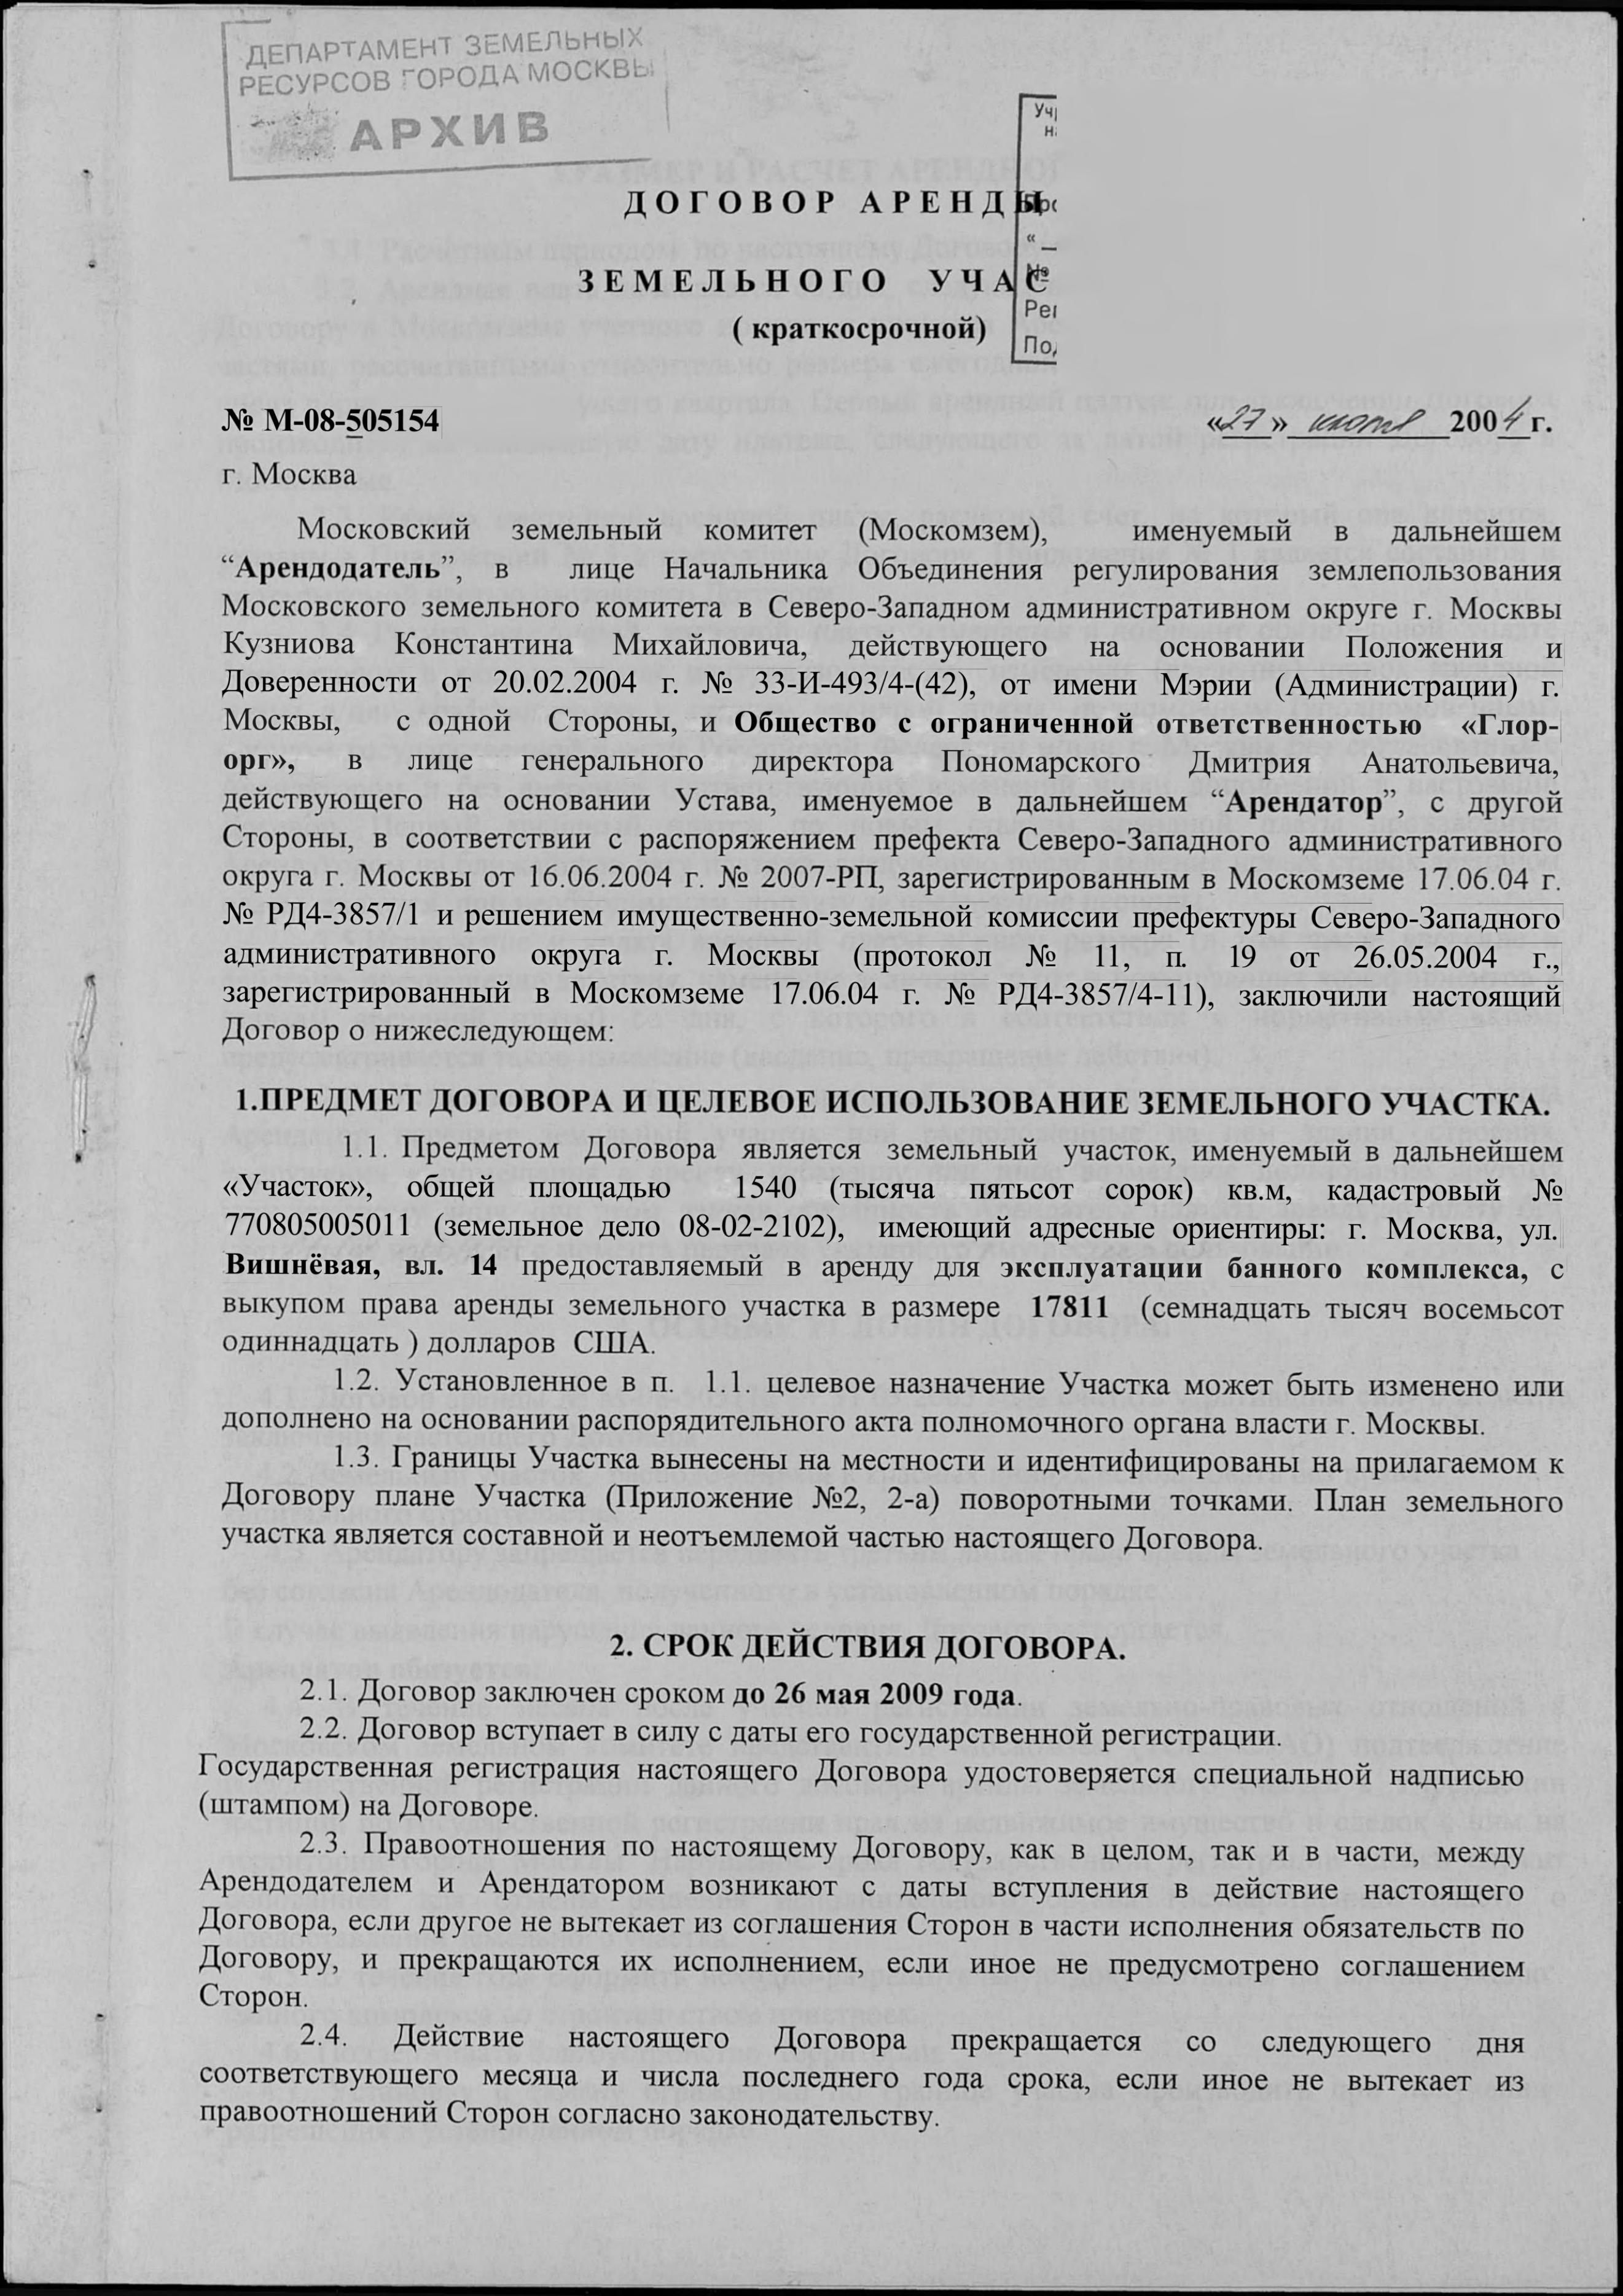 ДЕПАРТАМЕНТ ЗЕМЕЛЬНЫХ
РЕСУРСОВ ГОРОДА МОСКВЫ
АРХИВ
ДОГОВОР АРЕНДЫ
ЗЕМЕЛЬНОГО УЧАС
( краткосрочной)
№ М-08-505154
«27» 2004 г.
г. Москва
Московский земельный комитет (Москомзем), именуемый в дальнейшем
“Арендодатель”, в лице Начальника Объединения регулирования землепользования
Московского земельного комитета в Северо-Западном административном округе г. Москвы
Кузниова Константина Михайловича, действующего на основании Положения и
Доверенности от 20.02.2004 г. № 33-И-493/4-(42), от имени Мэрии (Администрации) г.
Москвы, с одной Стороны, и Общество с ограниченной ответственностью «Глор-
орг», в лице генерального директора Пономарского Дмитрия Анатольевича,
действующего на основании Устава, именуемое в дальнейшем “Арендатор”, с другой
Стороны, в соответствии с распоряжением префекта Северо-Западного административного
округа г. Москвы от 16.06.2004 г. № 2007-РП, зарегистрированным в Москомземе 17.06.04 г.
№ РД4-3857/1 и решением имущественно-земельной комиссии префектуры Северо-Западного
административного округа г. Москвы (протокол № 11, п. 19 от 26.05.2004 г.,
зарегистрированный в Москомземе 17.06.04 г. № РД4-3857/4-11), заключили настоящий
Договор о нижеследующем:
1.ПРЕДМЕТ ДОГОВОРА И ЦЕЛЕВОЕ ИСПОЛЬЗОВАНИЕ ЗЕМЕЛЬНОГО УЧАСТКА.
1.1. Предметом Договора является земельный участок, именуемый в дальнейшем
«Участок», общей площадью 1540 (тысяча пятьсот сорок) кв.м, кадастровый №
770805005011 (земельное дело 08-02-2102), имеющий адресные ориентиры: г. Москва, ул.
Вишнёвая, вл. 14 предоставляемый в аренду для эксплуатации банного комплекса, с
выкупом права аренды земельного участка в размере 17811 (семнадцать тысяч восемьсот
одиннадцать ) долларов США.
1.2. Установленное в п. 1.1. целевое назначение Участка может быть изменено или
дополнено на основании распорядительного акта полномочного органа власти г. Москвы.
1.3. Границы Участка вынесены на местности и идентифицированы на прилагаемом к
Договору плане Участка (Приложение №2, 2-а) поворотными точками. План земельного
участка является составной и неотъемлемой частью настоящего Договора.
2. СРОК ДЕЙСТВИЯ ДОГОВОРА.
2.1. Договор заключен сроком до 26 мая 2009 года.
2.2. Договор вступает в силу с даты его государственной регистрации.
Государственная регистрация настоящего Договора удостоверяется специальной надписью
(штампом) на Договоре.
2.3. Правоотношения по настоящему Договору, как в целом, так и в части, между
Арендодателем и Арендатором возникают с даты вступления в действие настоящего
Договора, если другое не вытекает из соглашения Сторон в части исполнения обязательств по
Договору, и прекращаются их исполнением, если иное не предусмотрено соглашением
Сторон.
2.4. Действие настоящего Договора прекращается со следующего дня
соответствующего месяца и числа последнего года срока, если иное не вытекает из
правоотношений Сторон согласно законодательству.